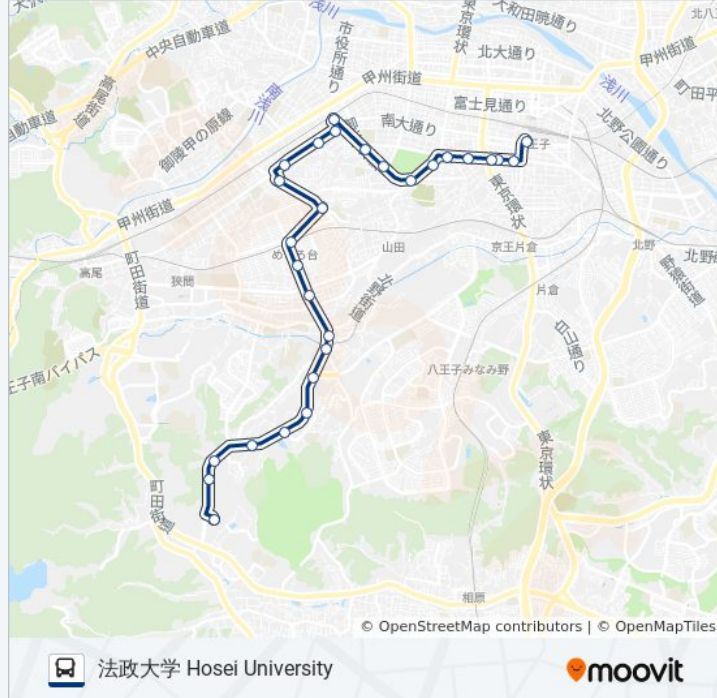 浅川
市役所通り
東京環状
大和田暁通り
中央自動車道
北大通り
甲州街道
甲州街道
高尾街道
南浅川
浅川
町田平
富士見通り
自動車道
南大通り
北野公園通り
御陵甲の原線
王子
東京環状
甲州街道
めじろ台
山田
京王片倉
北野
北野
町田街道
高尾
狭間
北野街道
片倉
野猿街道
白山通り
王子南バイパス
八王子みなみ野
東京環状
町田街道
相原
© OpenStreetMap contributors | © OpenMapTiles
法政大学 Hosei University
moovit